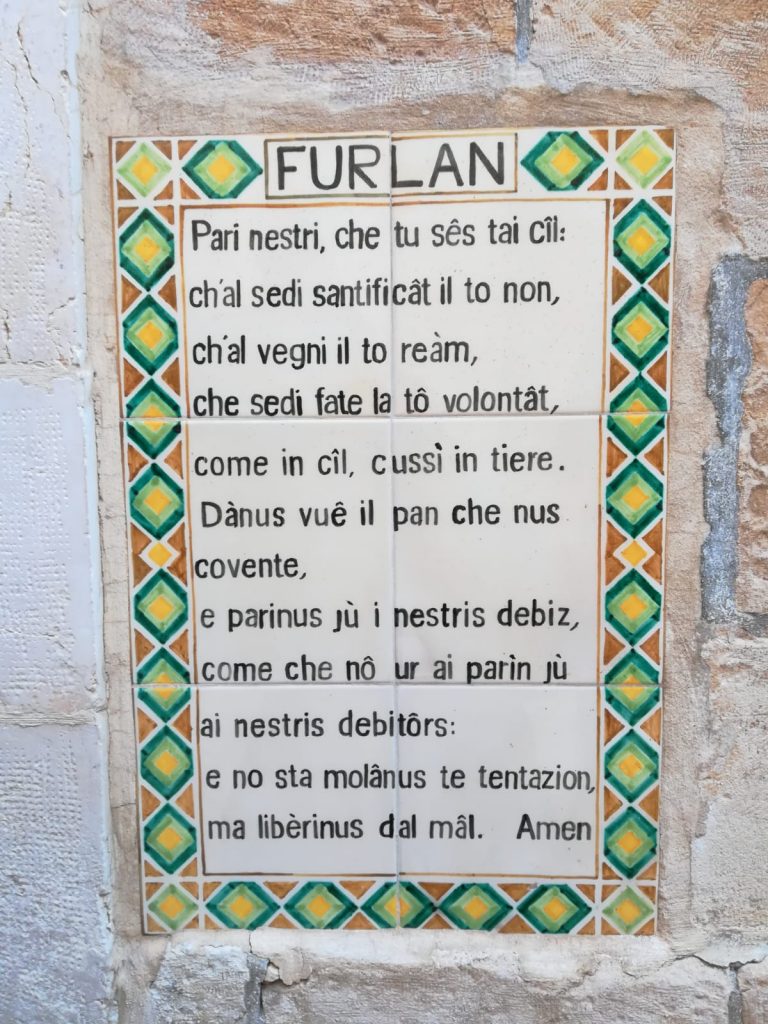 FURLAN
Pari nestri, che tu sês tai cîl:
ch'al sedi santificât il to non,
ch'al vegni il to reàm,
che sedi fate la tô volontât,
come in cîl, cussì in tiere.
Dànus vuê il pan che nus
covente,
e parinus jù i nestris debiz,
come che nô ur ai parìn jù
ai nestris debitôrs:
e no sta molânus te tentazion,
ma libèrinus dal mâl. Amen